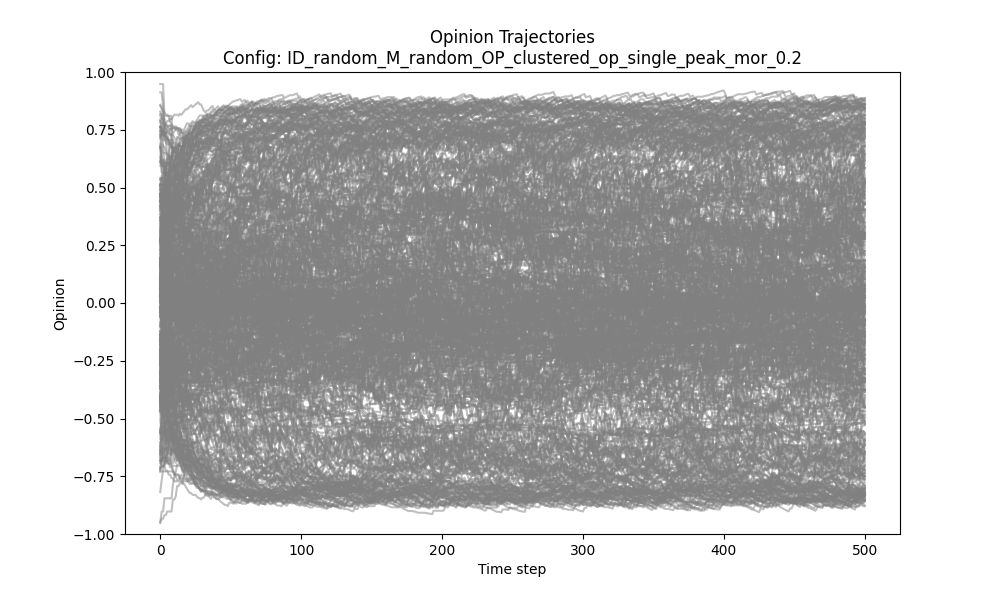 Opinion Trajectories
Config: ID_random_M_random_OP_clustered_op_single_peak_mor_0.2
1.00
0.75
0.50
0.25
0.00
−0.25
−0.50
−0.75
−1.00
Opinion
0 100 200 300 400 500
Time step